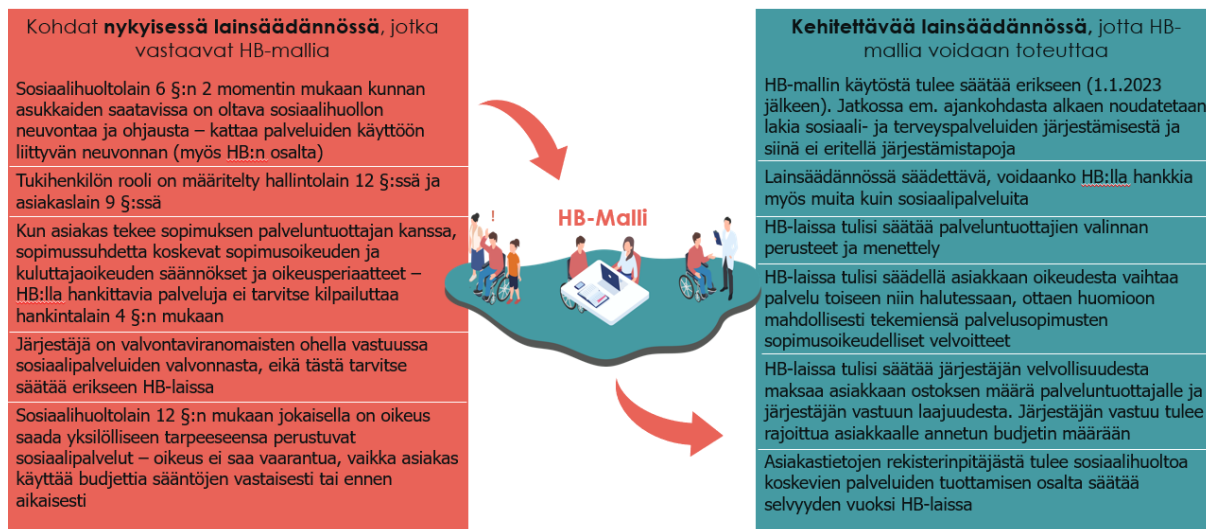 Kohdat nykyisessä lainsäädännössä, jotka
vastaavat HB-mallia
Sosiaalihuoltolain 6 §:n 2 momentin mukaan kunnan
asukkaiden saatavissa on oltava sosiaalihuollon
neuvontaa ja ohjausta – kattaa palveluiden käyttöön
liittyvän neuvonnan (myös HB:n osalta)
Tukihenkilön rooli on määritelty hallintolain 12 §:ssä ja
asiakaslain 9 §:ssä
Kun asiakas tekee sopimuksen palveluntuottajan kanssa,
sopimussuhdetta koskevat sopimusoikeuden ja
kuluttajaoikeuden säännökset ja oikeusperiaatteet –
HB:lla hankittavia palveluja ei tarvitse kilpailuttaa
hankintalain 4 §:n mukaan
Järjestäjä on valvontaviranomaisten ohella vastuussa
sosiaalipalveluiden valvonnasta, eikä tästä tarvitse
säätää erikseen HB-laissa
Sosiaalihuoltolain 12 §:n mukaan jokaisella on oikeus
saada yksilölliseen tarpeeseensa perustuvat
sosiaalipalvelut – oikeus ei saa vaarantua, vaikka asiakas
käyttää budjettia sääntöjen vastaisesti tai ennen
aikaisesti
!
HB-Malli
Kehitettävää lainsäädännössä, jotta HB-
mallia voidaan toteuttaa
HB-mallin käytöstä tulee säätää erikseen (1.1.2023
jälkeen). Jatkossa em. ajankohdasta alkaen noudatetaan
lakia sosiaali- ja terveyspalveluiden järjestämisestä ja
siinä ei eritellä järjestämistapoja
Lainsäädännössä säädettävä, voidaanko HB:lla hankkia
myös muita kuin sosiaalipalveluita
HB-laissa tulisi säätää palveluntuottajien valinnan
perusteet ja menettely
HB-laissa tulisi säädellä asiakkaan oikeudesta vaihtaa
palvelu toiseen niin halutessaan, ottaen huomioon
mahdollisesti tekemiensä palvelusopimusten
sopimusoikeudelliset velvoitteet
HB-laissa tulisi säätää järjestäjän velvollisuudesta
maksaa asiakkaan ostoksen määrä palveluntuottajalle ja
järjestäjän vastuun laajuudesta. Järjestäjän vastuu tulee
rajoittua asiakkaalle annetun budjetin määrään
Asiakastietojen rekisterinpitäjästä tulee sosiaalihuoltoa
koskevien palveluiden tuottamisen osalta säätää
selvyyden vuoksi HB-laissa